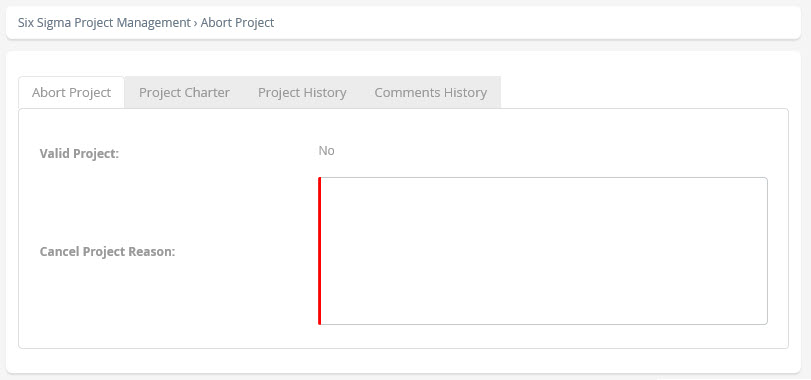 Six Sigma Project Management › Abort Project
Abort Project
Project Charter
Project History
Comments History
Valid Project:
No
Cancel Project Reason: